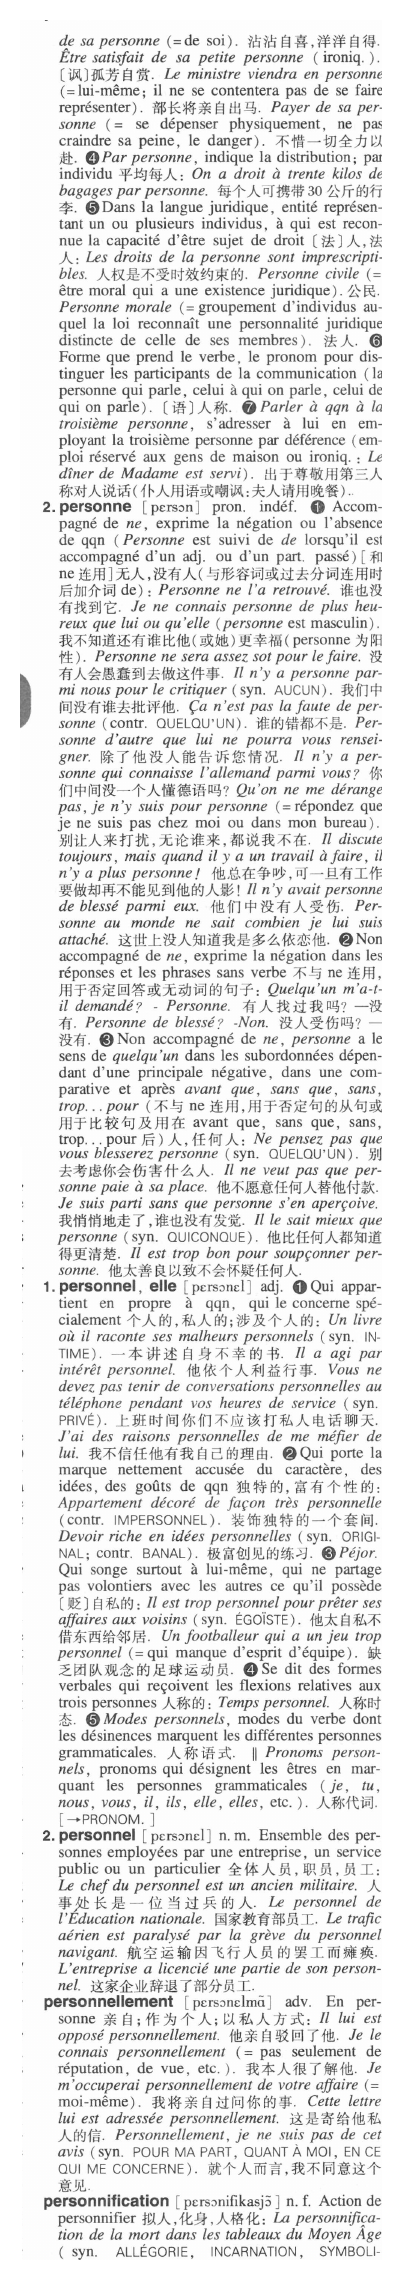 de sa personne (= de soi). 沾沾自喜,洋洋自得.
Être satisfait de sa petite personne (ironiq.).
〔讽〕孤芳自赏. Le ministre viendra en personne
(= lui-même; il ne se contentera pas de se faire
représenter). 部长将亲自出马. Payer de sa per-
sonne (= se dépenser physiquement, ne pas
craindre sa peine, le danger). 不惜一切全力以
赴. ❹ Par personne, indique la distribution; par
individu 平均每人: On a droit à trente kilos de
bagages par personne. 每个人可携带 30 公斤的行
李. ❺ Dans la langue juridique, entité représen-
tant un ou plusieurs individus, à qui est recon-
nue la capacité d'être sujet de droit〔法〕人,法
人: Les droits de la personne sont imprescripti-
bles. 人权是不受时效约束的. Personne civile (=
être moral qui a une existence juridique). 公民.
Personne morale (= groupement d'individus au-
quel la loi reconnaît une personnalité juridique
distincte de celle de ses membres). 法人. ❻
Forme que prend le verbe, le pronom pour dis-
tinguer les participants de la communication (la
personne qui parle, celui à qui on parle, celui de
qui on parle).〔语〕人称. ❼ Parler à qqn à la
troisième personne, s'adresser à lui en em-
ployant la troisième personne par déférence (em-
ploi réservé aux gens de maison ou ironiq.: Le
dîner de Madame est servi). 出于尊敬用第三人
称对人说话(仆人用语或嘲讽:夫人请用晚餐).
2. personne [pɛrsɔn] pron. indéf. ❶ Accom-
pagné de ne, exprime la négation ou l'absence
de qqn (Personne est suivi de de lorsqu'il est
accompagné d'un adj. ou d'un part. passé)[和
ne 连用]无人,没有人(与形容词或过去分词连用时
后加介词 de): Personne ne l'a retrouvé. 谁也没
有找到它. Je ne connais personne de plus heu-
reux que lui ou qu'elle (personne est masculin).
我不知道还有谁比他(或她)更幸福(personne 为阳
性). Personne ne sera assez sot pour le faire. 没
有人会愚蠢到去做这件事. Il n'y a personne par-
mi nous pour le critiquer (syn. AUCUN). 我们中
间没有谁去批评他. Ça n'est pas la faute de per-
sonne (contr. QUELQU'UN). 谁的错都不是. Per-
sonne d'autre que lui ne pourra vous rensei-
gner. 除了他没人能告诉您情况. Il n'y a per-
sonne qui connaisse l'allemand parmi vous? 你
们中间没一个人懂德语吗? Qu'on ne me dérange
pas, je n'y suis pour personne (= répondez que
je ne suis pas chez moi ou dans mon bureau).
别让人来打扰,无论谁来,都说我不在. Il discute
toujours, mais quand il y a un travail à faire, il
n'y a plus personne! 他总在争吵,可一旦有工作
要做却再不能见到他的人影! Il n'y avait personne
de blessé parmi eux. 他们中没有人受伤. Per-
sonne au monde ne sait combien je lui suis
attaché. 这世上没人知道我是多么依恋他. ❷ Non
accompagné de ne, exprime la négation dans les
réponses et les phrases sans verbe 不与 ne 连用,
用于否定回答或无动词的句子: Quelqu'un m'a-t-
il demandé? - Personne. 有人找过我吗? —没
有. Personne de blessé? -Non. 没人受伤吗? —
没有. ❸ Non accompagné de ne, personne a le
sens de quelqu'un dans les subordonnées dépen-
dant d'une principale négative, dans une com-
parative et après avant que, sans que, sans,
trop... pour (不与 ne 连用,用于否定句的从句或
用于比较句及用在 avant que, sans que, sans,
trop... pour 后)人,任何人: Ne pensez pas que
vous blesserez personne (syn. QUELQU'UN). 别
去考虑你会伤害什么人. Il ne veut pas que per-
sonne paie à sa place. 他不愿意任何人替他付款.
Je suis parti sans que personne s'en aperçoive.
我悄悄地走了,谁也没有发觉. Il le sait mieux que
personne (syn. QUICONQUE). 他比任何人都知道
得更清楚. Il est trop bon pour soupçonner per-
sonne. 他太善良以致不会怀疑任何人.
1. personnel, elle [pɛrsɔnɛl] adj. ❶ Qui appar-
tient en propre à qqn, qui le concerne spé-
cialement 个人的,私人的;涉及个人的: Un livre
où il raconte ses malheurs personnels (syn. IN-
TIME). 一本讲述自身不幸的书. Il a agi par
intérêt personnel. 他依个人利益行事. Vous ne
devez pas tenir de conversations personnelles au
téléphone pendant vos heures de service (syn.
PRIVÉ). 上班时间你们不应该打私人电话聊天.
J'ai des raisons personnelles de me méfier de
lui. 我不信任他有我自己的理由. ❷ Qui porte la
marque nettement accusée du caractère, des
idées, des goûts de qqn 独特的,富有个性的:
Appartement décoré de façon très personnelle
(contr. IMPERSONNEL). 装饰独特的一个套间.
Devoir riche en idées personnelles (syn. ORIGI-
NAL; contr. BANAL). 极富创见的练习. ❸ Péjor.
Qui songe surtout à lui-même, qui ne partage
pas volontiers avec les autres ce qu'il possède
〔贬〕自私的: Il est trop personnel pour prêter ses
affaires aux voisins (syn. ÉGOÏSTE). 他太自私不
借东西给邻居. Un footballeur qui a un jeu trop
personnel (= qui manque d'esprit d'équipe). 缺
乏团队观念的足球运动员. ❹ Se dit des formes
verbales qui reçoivent les flexions relatives aux
trois personnes 人称的: Temps personnel. 人称时
态. ❺ Modes personnels, modes du verbe dont
les désinences marquent les différentes personnes
grammaticales. 人称语式. ‖ Pronoms person-
nels, pronoms qui désignent les êtres en mar-
quant les personnes grammaticales (je, tu,
nous, vous, il, ils, elle, elles, etc.). 人称代词.
[→PRONOM.]
2. personnel [pɛrsɔnɛl] n. m. Ensemble des per-
sonnes employées par une entreprise, un service
public ou un particulier 全体人员,职员,员工:
Le chef du personnel est un ancien militaire. 人
事处长是一位当过兵的人. Le personnel de
l'Éducation nationale. 国家教育部员工. Le trafic
aérien est paralysé par la grève du personnel
navigant. 航空运输因飞行人员的罢工而瘫痪.
L'entreprise a licencié une partie de son person-
nel. 这家企业辞退了部分员工.
personnellement [pɛrsɔnɛlmɑ̃] adv. En per-
sonne 亲自;作为个人;以私人方式: Il lui est
opposé personnellement. 他亲自驳回了他. Je le
connais personnellement (= pas seulement de
réputation, de vue, etc.). 我本人很了解他. Je
m'occuperai personnellement de votre affaire (=
moi-même). 我将亲自过问你的事. Cette lettre
lui est adressée personnellement. 这是寄给他私
人的信. Personnellement, je ne suis pas de cet
avis (syn. POUR MA PART, QUANT À MOI, EN CE
QUI ME CONCERNE). 就个人而言,我不同意这个
意见.
personnification [pɛrsɔnifikasjɔ̃] n. f. Action de
personnifier 拟人,化身,人格化: La personnifica-
tion de la mort dans les tableaux du Moyen Âge
(syn. ALLÉGORIE, INCARNATION, SYMBOLI-